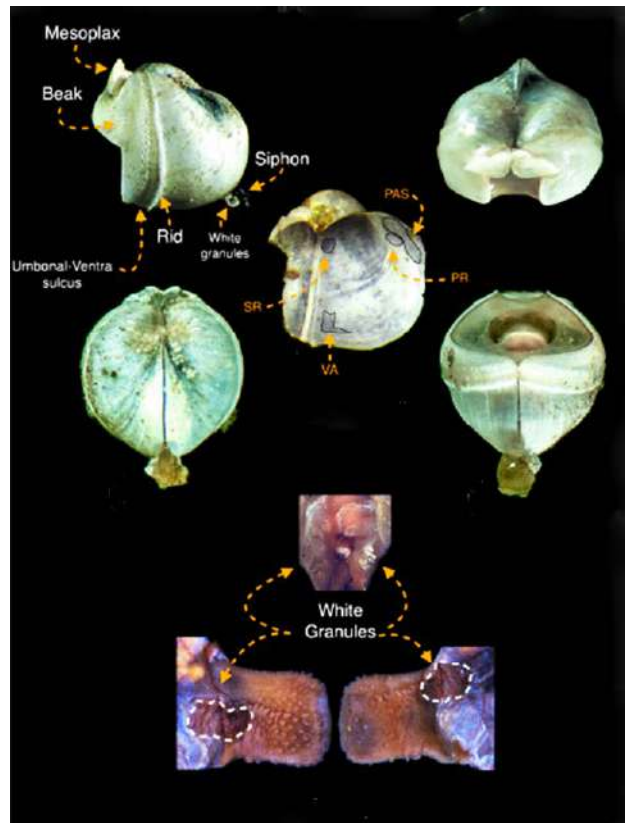 Mesoplax
Beak
Siphon
Rid
White
granules
Umbonal-Ventra
sulcus
PAS
SR
PR
VA
White
Granules